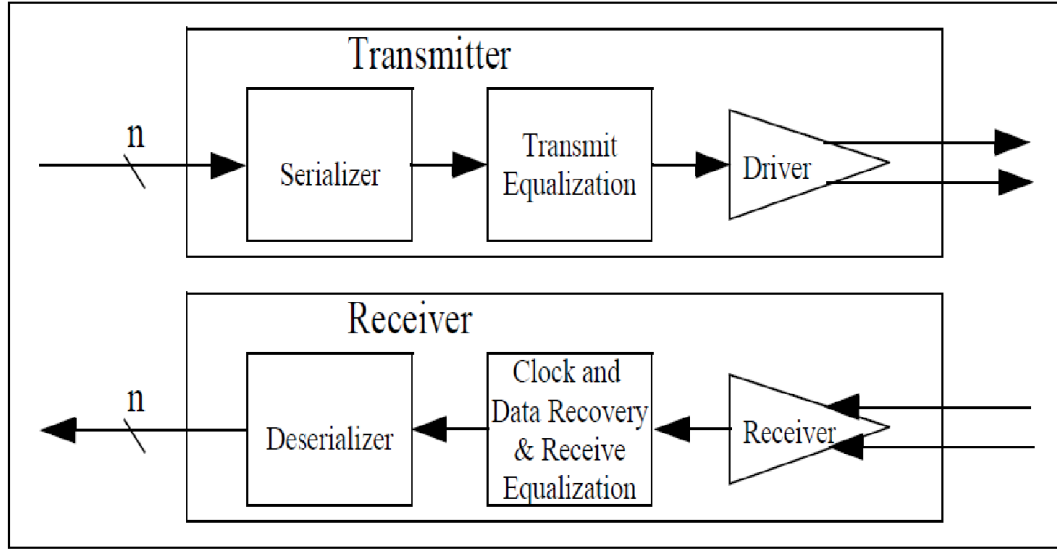 Transmitter
n
Serializer
Transmit
Equalization
Driver
Receiver
n
Deserializer
Clock and
Data Recovery
& Receive
Equalization
Receiver